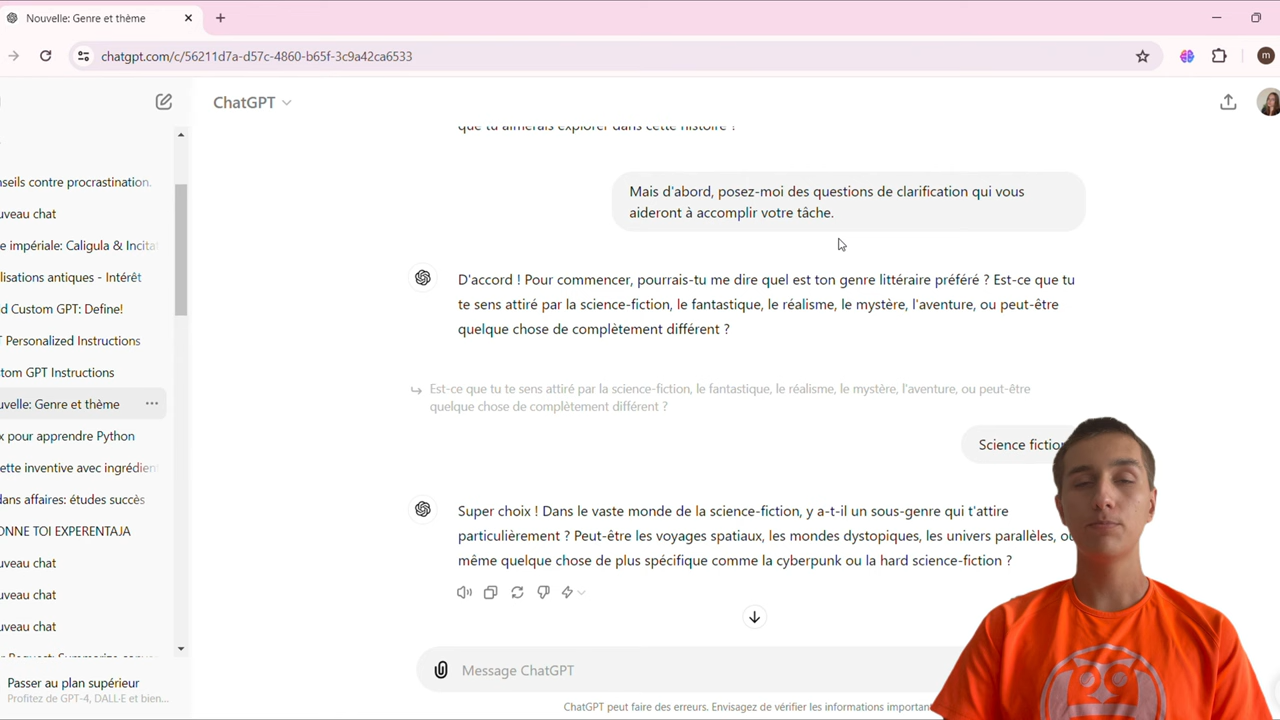 Nouvelle: Genre et thème
chatgpt.com/c/56211d7a-d57c-4860-b65f-3c9a42ca6533
m
ChatGPT
que tu aimerais explorer dans cette histoire ?
nseils contre procrastination.
uveau chat
e impériale: Caligula & Incita
lisations antiques - Intérêt
d Custom GPT: Define!
T Personalized Instructions
tom GPT Instructions
uvelle: Genre et thème
x pour apprendre Python
ette inventive avec ingrédien
dans affaires: études succès
ONNE TOI EXPERENTAJA
uveau chat
uveau chat
uveau chat
Passer au plan supérieur
Profitez de GPT-4, DALL·E et bien...
Mais d'abord, posez-moi des questions de clarification qui vous
aideront à accomplir votre tâche.
D'accord ! Pour commencer, pourrais-tu me dire quel est ton genre littéraire préféré ? Est-ce que tu
te sens attiré par la science-fiction, le fantastique, le réalisme, le mystère, l'aventure, ou peut-être
quelque chose de complètement différent ?
Est-ce que tu te sens attiré par la science-fiction, le fantastique, le réalisme, le mystère, l'aventure, ou peut-être
quelque chose de complètement différent ?
Science fiction
Super choix ! Dans le vaste monde de la science-fiction, y a-t-il un sous-genre qui t'attire
particulièrement ? Peut-être les voyages spatiaux, les mondes dystopiques, les univers parallèles, ou
même quelque chose de plus spécifique comme la cyberpunk ou la hard science-fiction ?
Message ChatGPT
ChatGPT peut faire des erreurs. Envisagez de vérifier les informations important